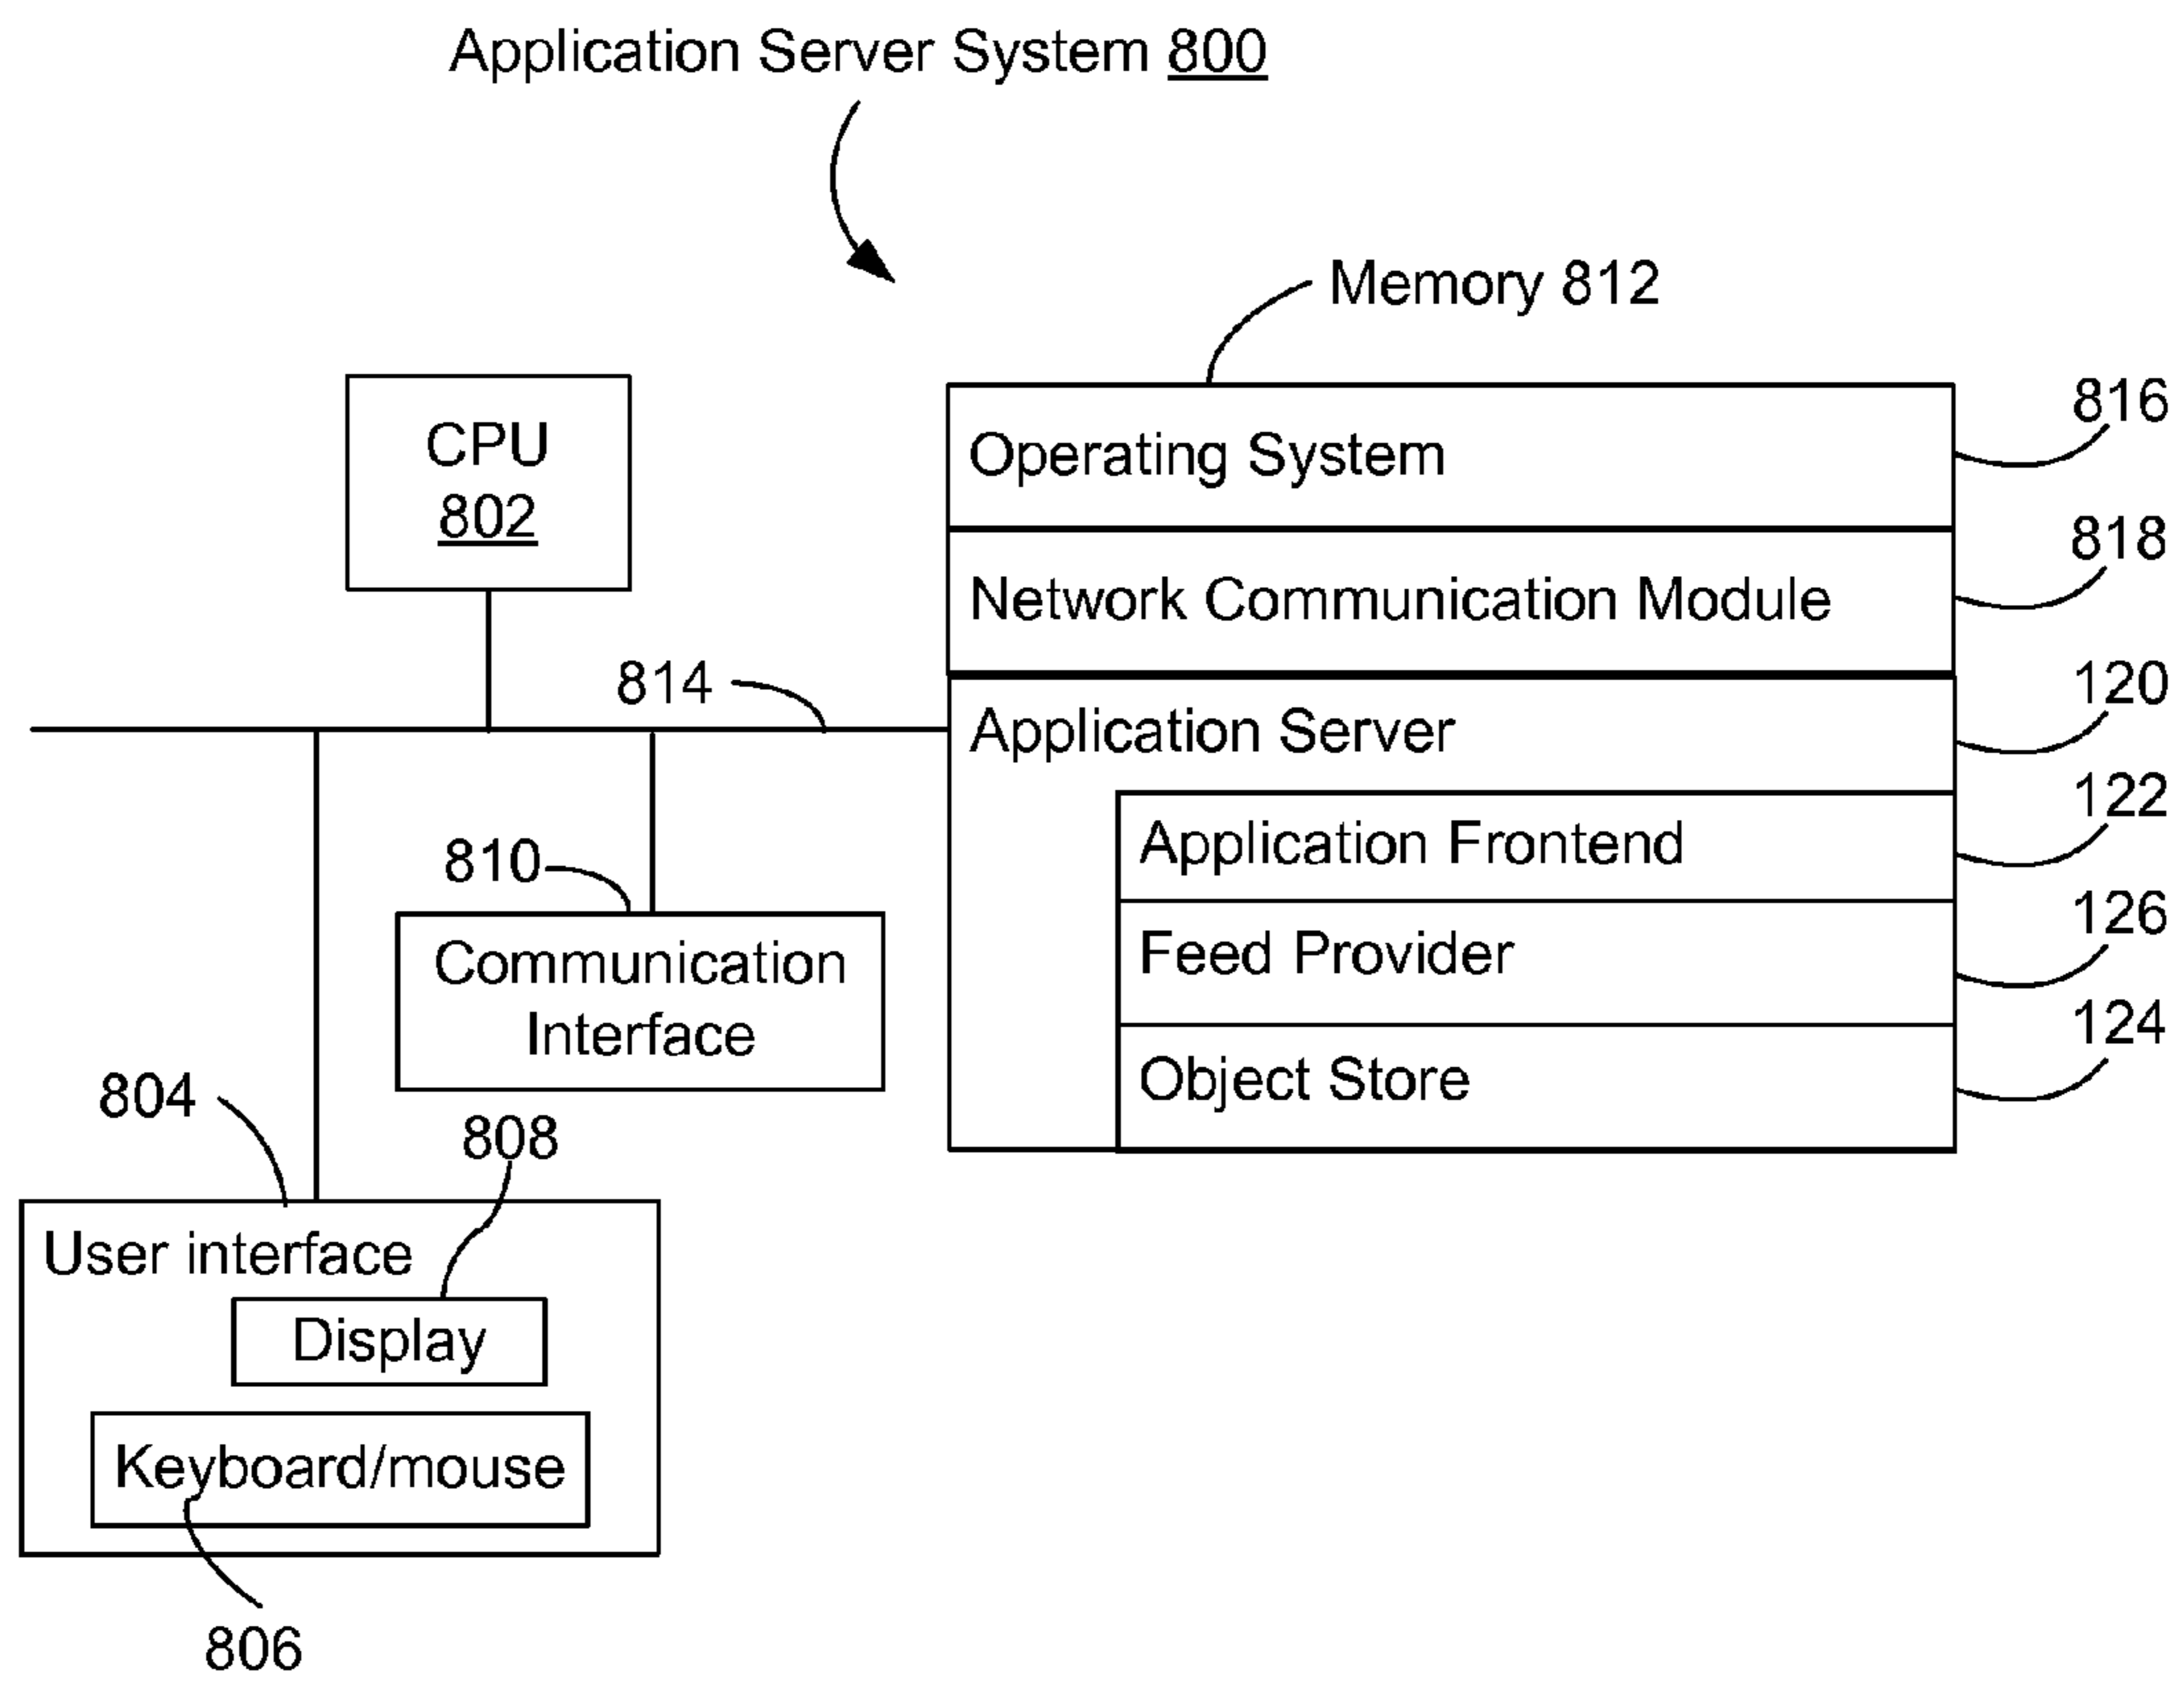 Application Server System 800
Memory 812
CPU
802
Operating System
816
Network Communication Module
818
814
Application Server
120
Application Frontend
122
Feed Provider
126
Object Store
124
810
Communication
Interface
804
808
User interface
Display
Keyboard/mouse
806